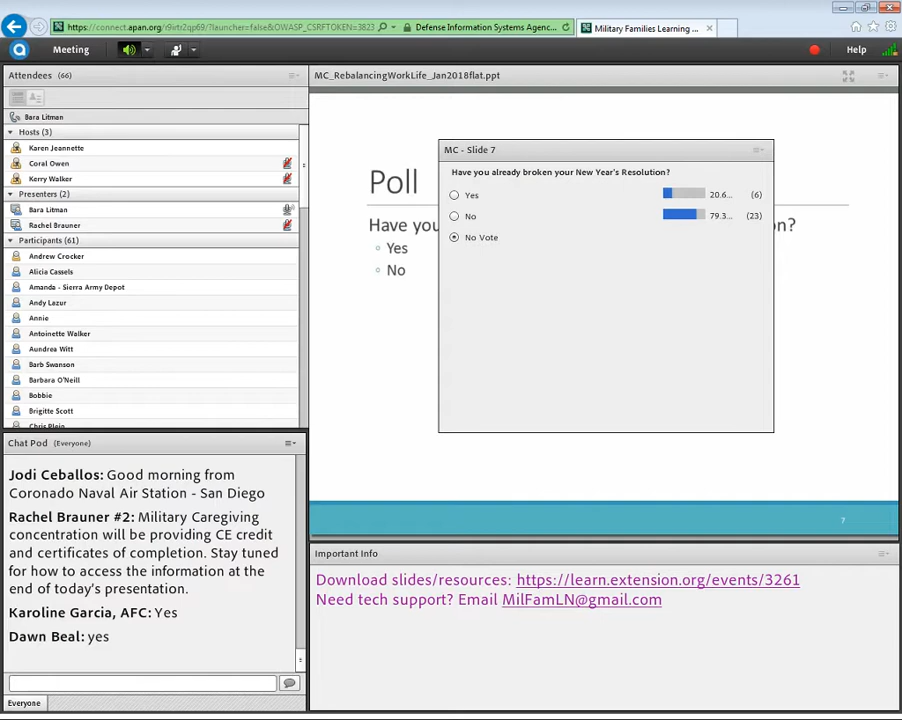 https://connect.apan.org/r9iwtr2qp69/?launcher=false&OWASP_CSRFTOKEN=3823
Defense Information Systems Agenc...
Military Families Learning ...
Meeting
Help
Attendees (66)
Bara Litman
Hosts (3)
Karen Jeannette
Coral Owen
Kerry Walker
Presenters (2)
Bara Litman
Rachel Brauner
Participants (61)
Andrew Crocker
Alicia Cassels
Amanda - Sierra Army Depot
Andy Lazur
Annie
Antoinette Walker
Aundrea Witt
Barb Swanson
Barbara O'Neill
Bobbie
Brigitte Scott
Chris Plein
Chat Pod (Everyone)
Jodi Ceballos: Good morning from
Coronado Naval Air Station - San Diego
Rachel Brauner #2: Military Caregiving
concentration will be providing CE credit
and certificates of completion. Stay tuned
for how to access the information at the
end of today's presentation.
Karoline Garcia, AFC: Yes
Dawn Beal: yes
Everyone
MC_RebalancingWorkLife_Jan2018flat.ppt
Poll
Have you
n?
Yes
No
MC - Slide 7
Have you already broken your New Year's Resolution?
Yes 20.6... (6)
No 79.3... (23)
No Vote
7
Important Info
Download slides/resources: https://learn.extension.org/events/3261
Need tech support? Email MilFamLN@gmail.com